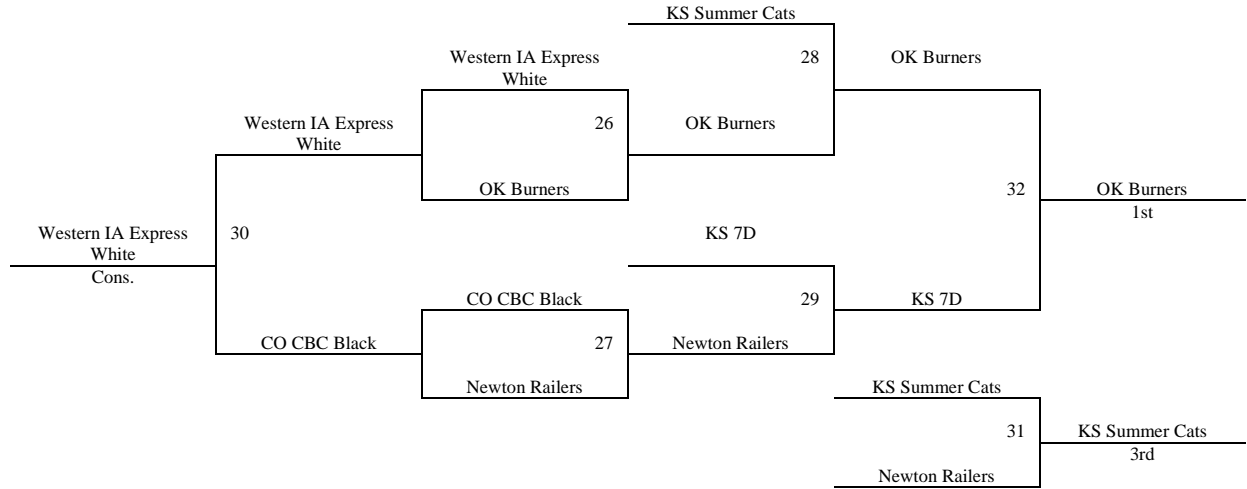 KS Summer Cats
Western IA Express
White
28
OK Burners
Western IA Express
White
26
OK Burners
OK Burners
32
OK Burners
1st
Western IA Express
White
Cons.
30
KS 7D
CO CBC Black
29
KS 7D
CO CBC Black
27
Newton Railers
Newton Railers
KS Summer Cats
31
KS Summer Cats
3rd
Newton Railers